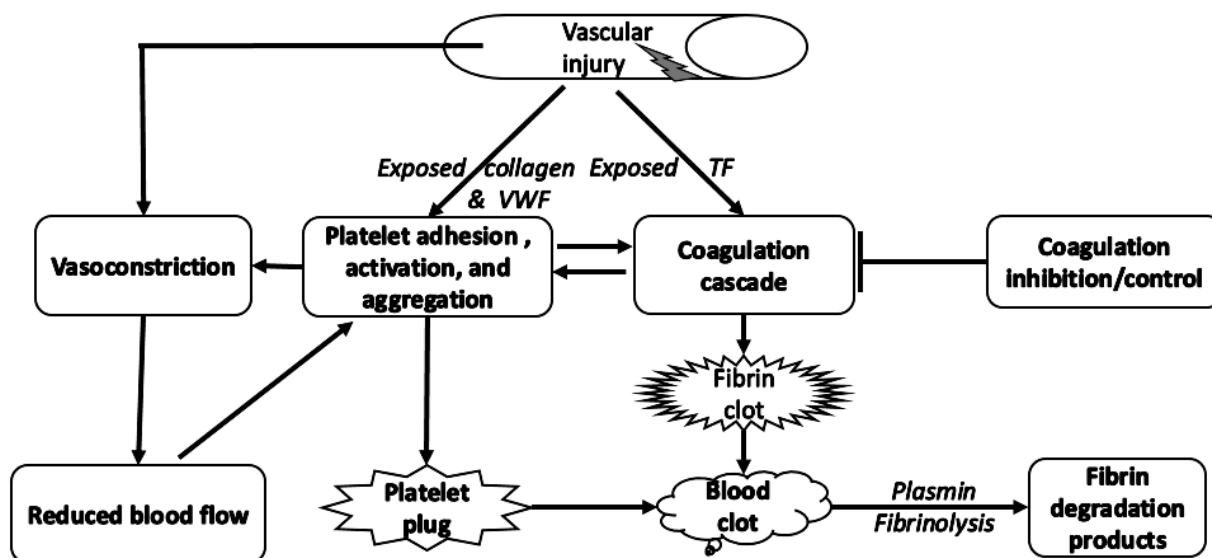 Vascular
injury
Exposed collagen
& VWF
Exposed TF
Vasoconstriction
Platelet adhesion ,
activation, and
aggregation
Coagulation
cascade
Coagulation
inhibition/control
Fibrin
clot
Reduced blood flow
Platelet
plug
Blood
clot
Plasmin
Fibrinolysis
Fibrin
degradation
products